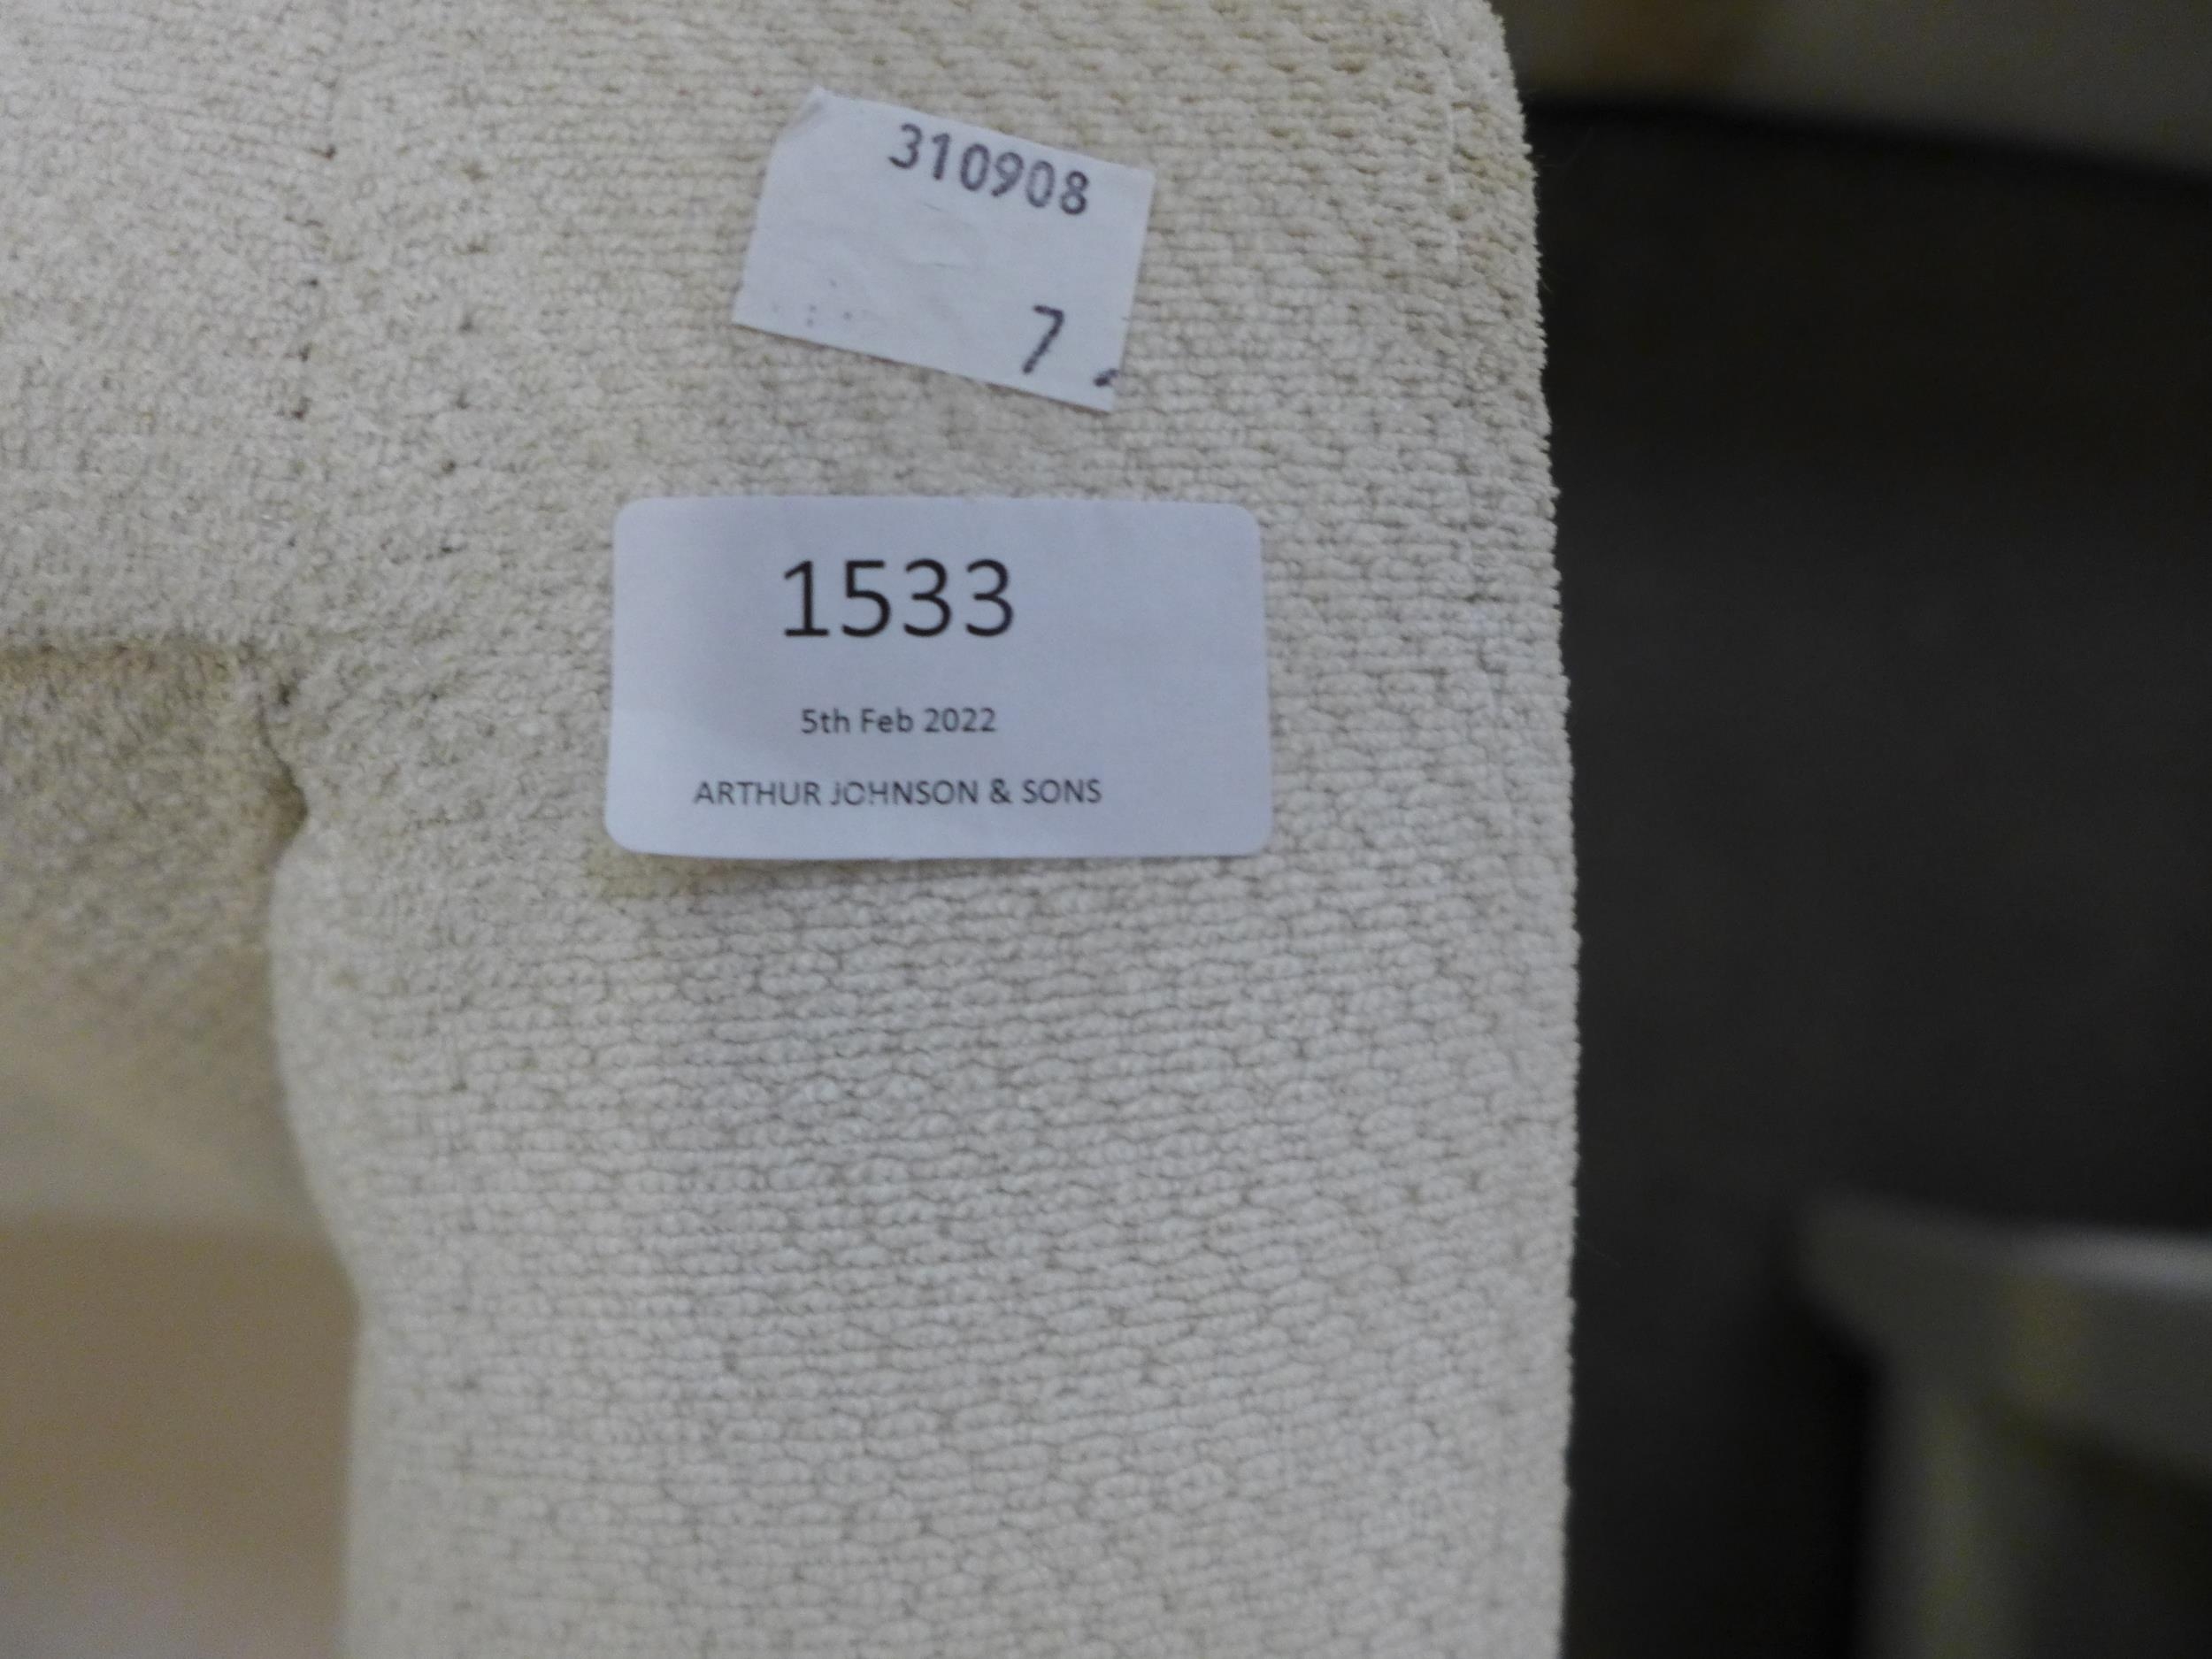 310908
7
1533
5th Feb 2022
ARTHUR JOHNSON & SONS